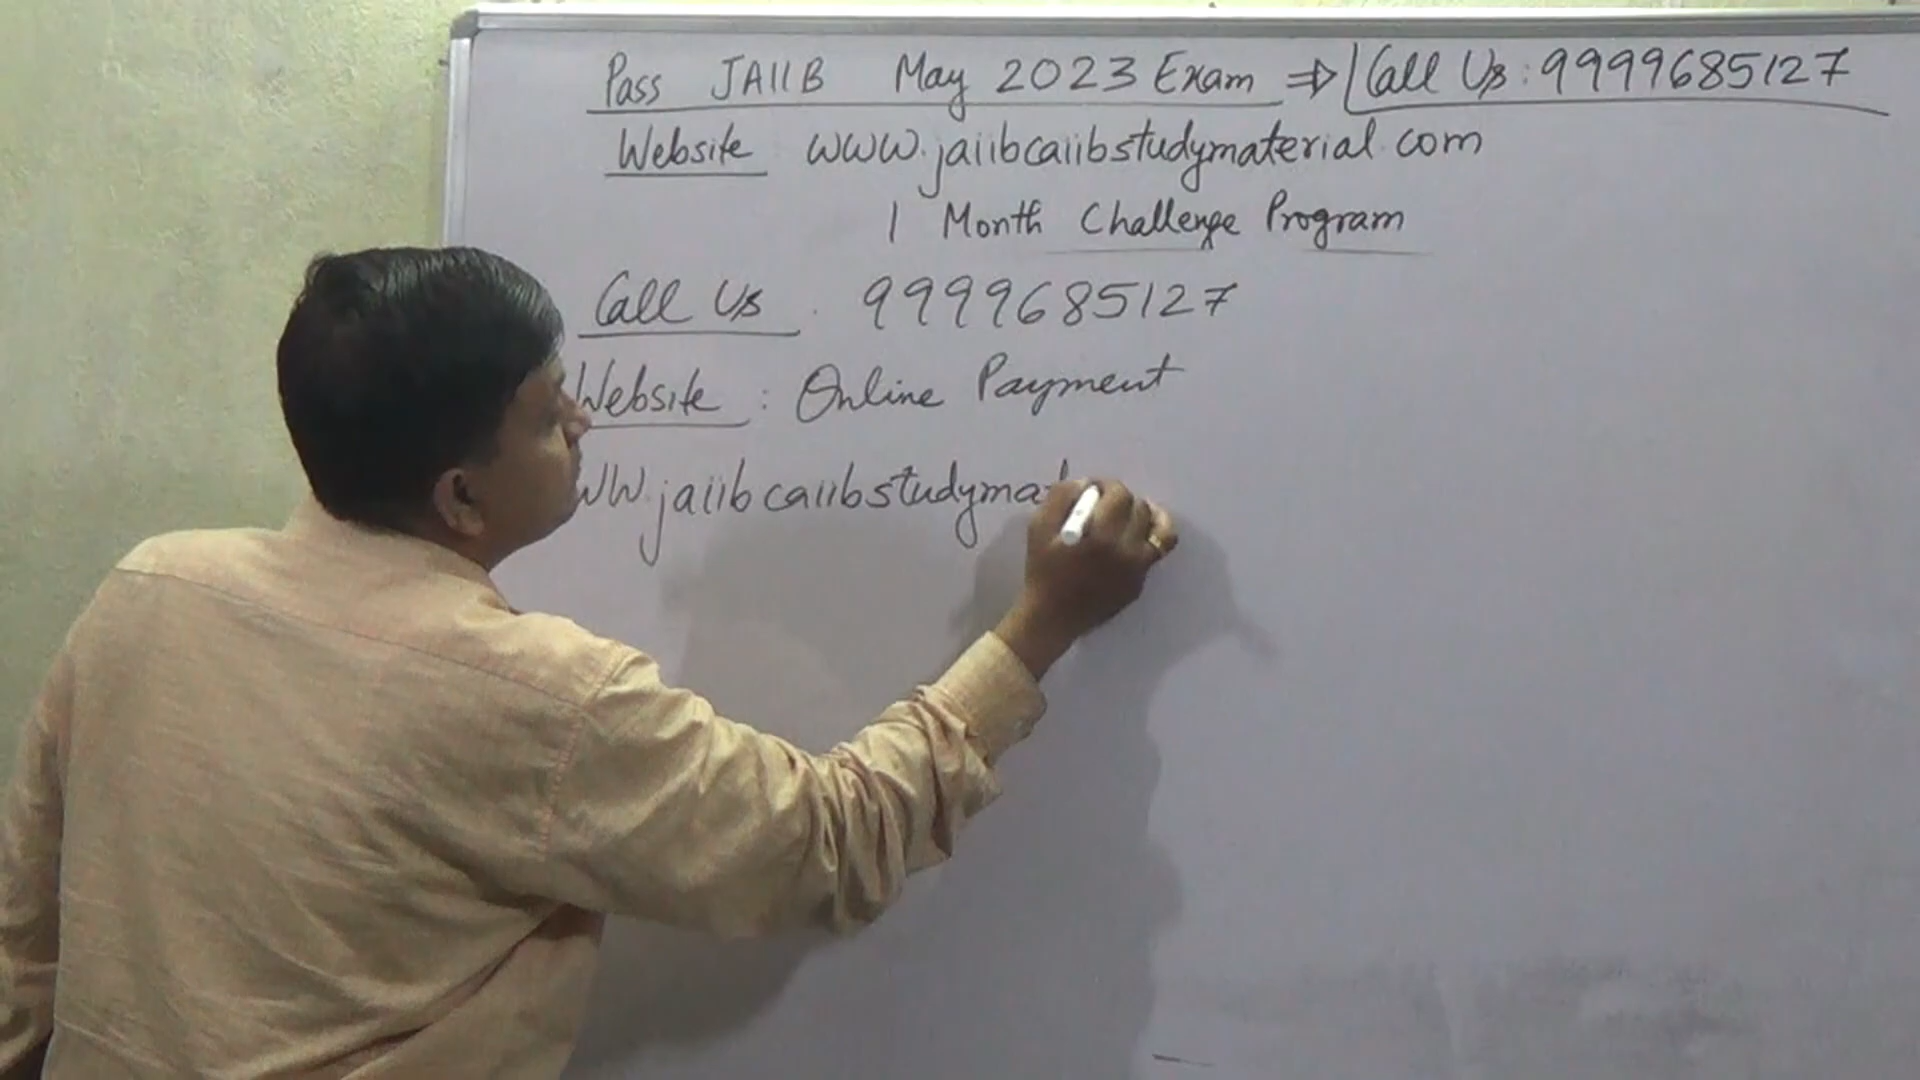 Pass JAIIB May 2023 Exam ⇒ Call Us : 9999685127
Website www.jaiibcaiibstudymaterial.com
1 Month Challenge Program
Call Us . 9999685127
Website : Online Payment
WW.jaiibcaiibstudymat